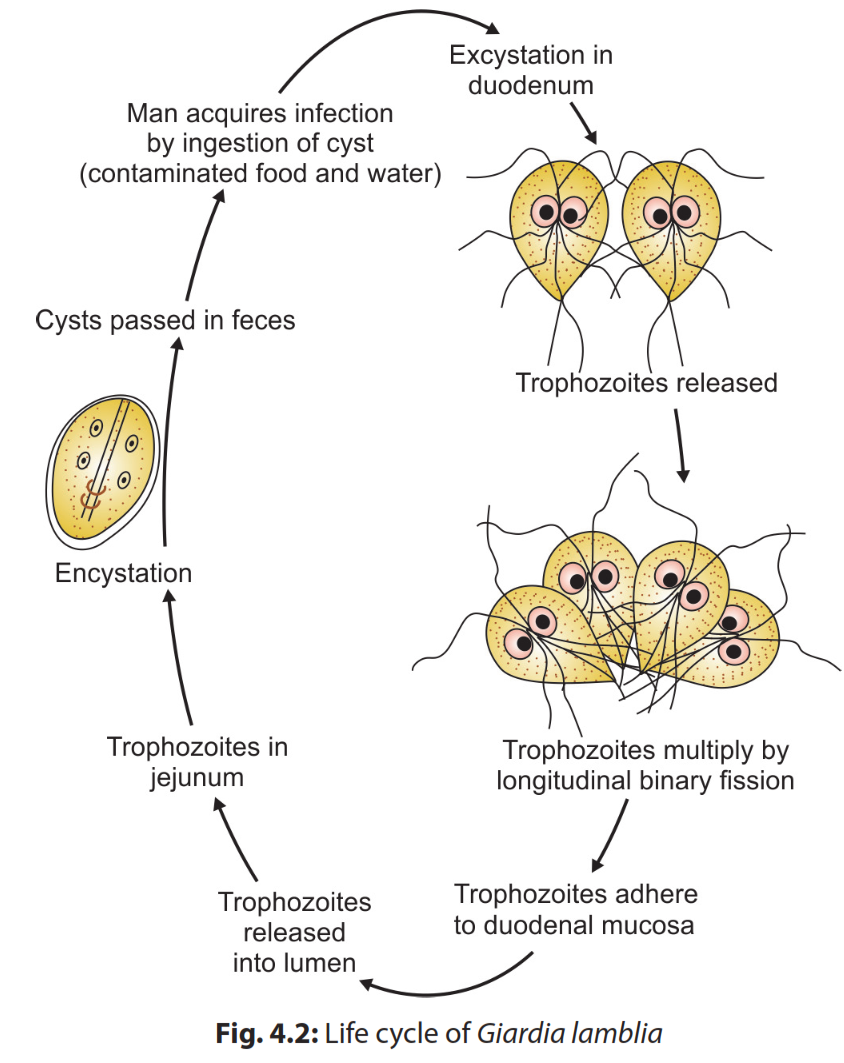 Excystation in
duodenum
Man acquires infection
by ingestion of cyst
(contaminated food and water)
Cysts passed in feces
Trophozoites released
Encystation
Trophozoites in
jejunum
Trophozoites multiply by
longitudinal binary fission
Trophozoites adhere
to duodenal mucosa
Trophozoites
released
into lumen
Fig. 4.2: Life cycle of Giardia lamblia